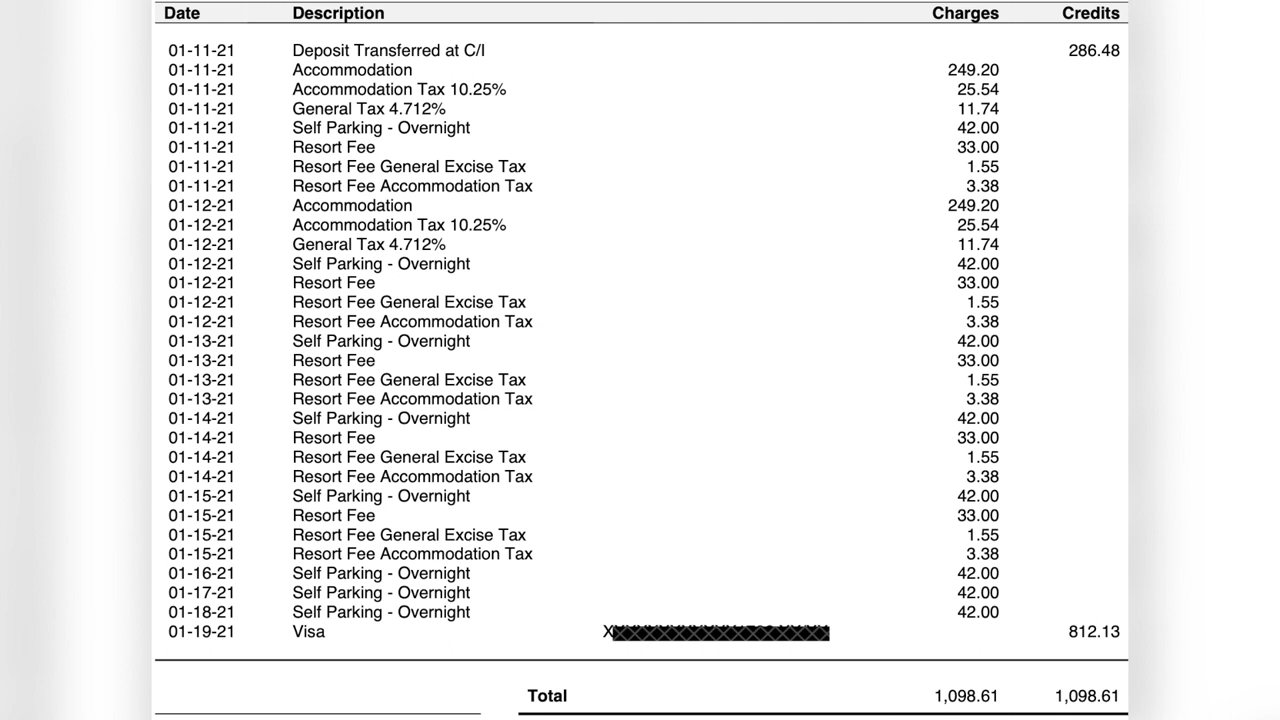 Date Description Charges Credits
01-11-21 Deposit Transferred at C/I 286.48
01-11-21 Accommodation 249.20
01-11-21 Accommodation Tax 10.25% 25.54
01-11-21 General Tax 4.712% 11.74
01-11-21 Self Parking - Overnight 42.00
01-11-21 Resort Fee 33.00
01-11-21 Resort Fee General Excise Tax 1.55
01-11-21 Resort Fee Accommodation Tax 3.38
01-12-21 Accommodation 249.20
01-12-21 Accommodation Tax 10.25% 25.54
01-12-21 General Tax 4.712% 11.74
01-12-21 Self Parking - Overnight 42.00
01-12-21 Resort Fee 33.00
01-12-21 Resort Fee General Excise Tax 1.55
01-12-21 Resort Fee Accommodation Tax 3.38
01-13-21 Self Parking - Overnight 42.00
01-13-21 Resort Fee 33.00
01-13-21 Resort Fee General Excise Tax 1.55
01-13-21 Resort Fee Accommodation Tax 3.38
01-14-21 Self Parking - Overnight 42.00
01-14-21 Resort Fee 33.00
01-14-21 Resort Fee General Excise Tax 1.55
01-14-21 Resort Fee Accommodation Tax 3.38
01-15-21 Self Parking - Overnight 42.00
01-15-21 Resort Fee 33.00
01-15-21 Resort Fee General Excise Tax 1.55
01-15-21 Resort Fee Accommodation Tax 3.38
01-16-21 Self Parking - Overnight 42.00
01-17-21 Self Parking - Overnight 42.00
01-18-21 Self Parking - Overnight 42.00
01-19-21 Visa X 812.13
Total 1,098.61 1,098.61